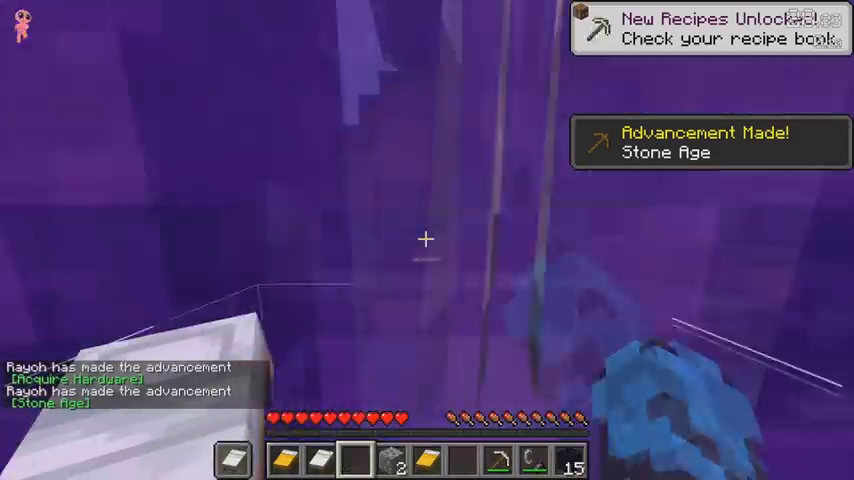 New Recipes Unlocked!
Check your recipe book
Advancement Made!
Stone Age
Rayoh has made the advancement
[Acquire Hardware]
Rayoh has made the advancement
[Stone Age]
2
15